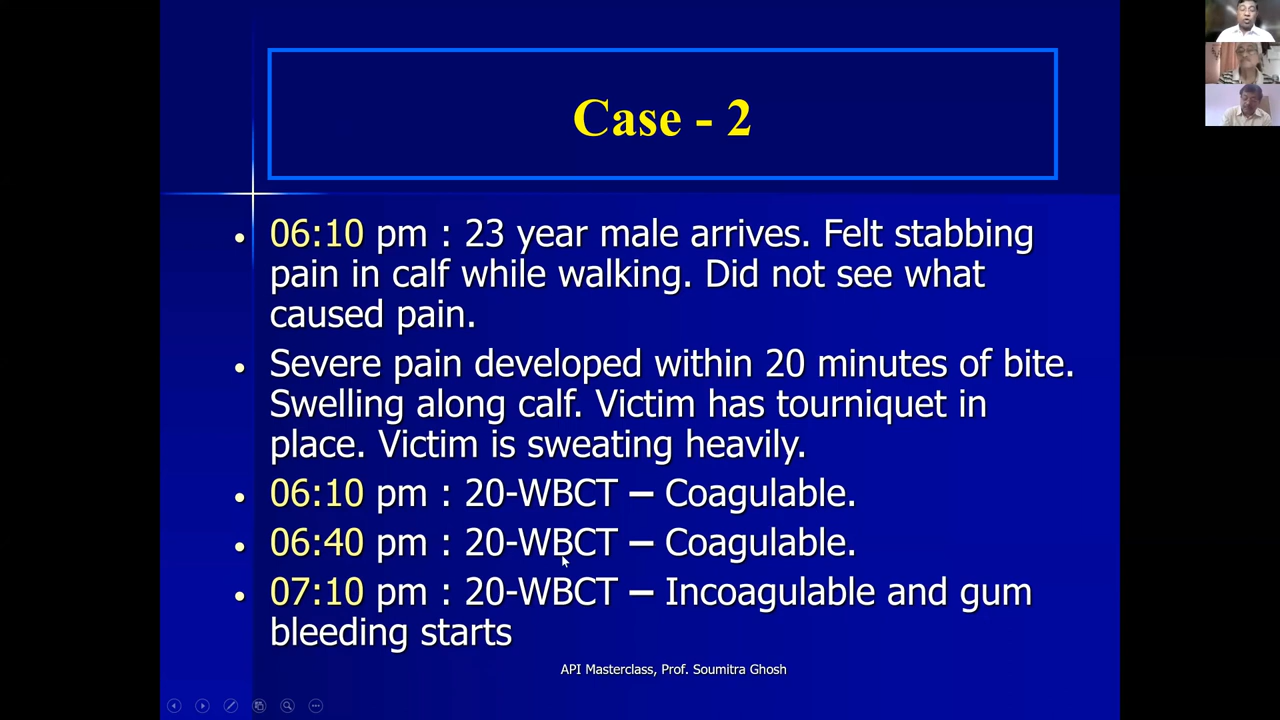 Case - 2
• 06:10 pm : 23 year male arrives. Felt stabbing
pain in calf while walking. Did not see what
caused pain.
• Severe pain developed within 20 minutes of bite.
Swelling along calf. Victim has tourniquet in
place. Victim is sweating heavily.
• 06:10 pm : 20-WBCT – Coagulable.
• 06:40 pm : 20-WBCT – Coagulable.
• 07:10 pm : 20-WBCT – Incoagulable and gum
bleeding starts
API Masterclass, Prof. Soumitra Ghosh